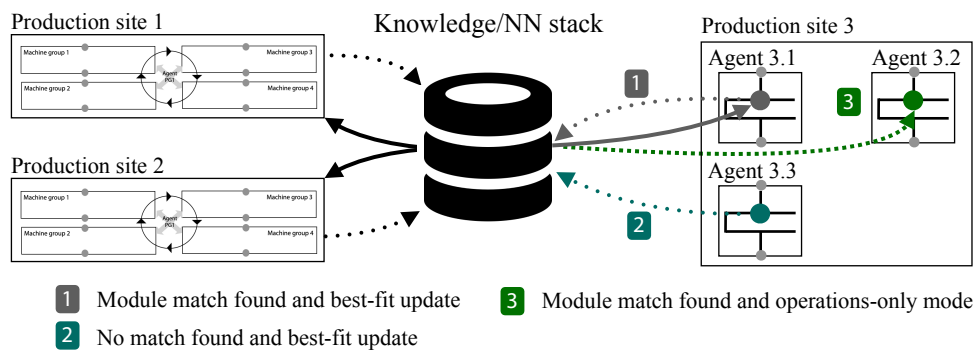 Production site 1
Knowledge/NN stack
Production site 3
Machine group 1
Machine group 3
Agent
PG1
Machine group 2
Machine group 4
Agent 3.1
Agent 3.2
1
3
Production site 2
Agent 3.3
Machine group 1
Machine group 3
Agent
PG1
Machine group 2
Machine group 4
2
1 Module match found and best-fit update
3 Module match found and operations-only mode
2 No match found and best-fit update